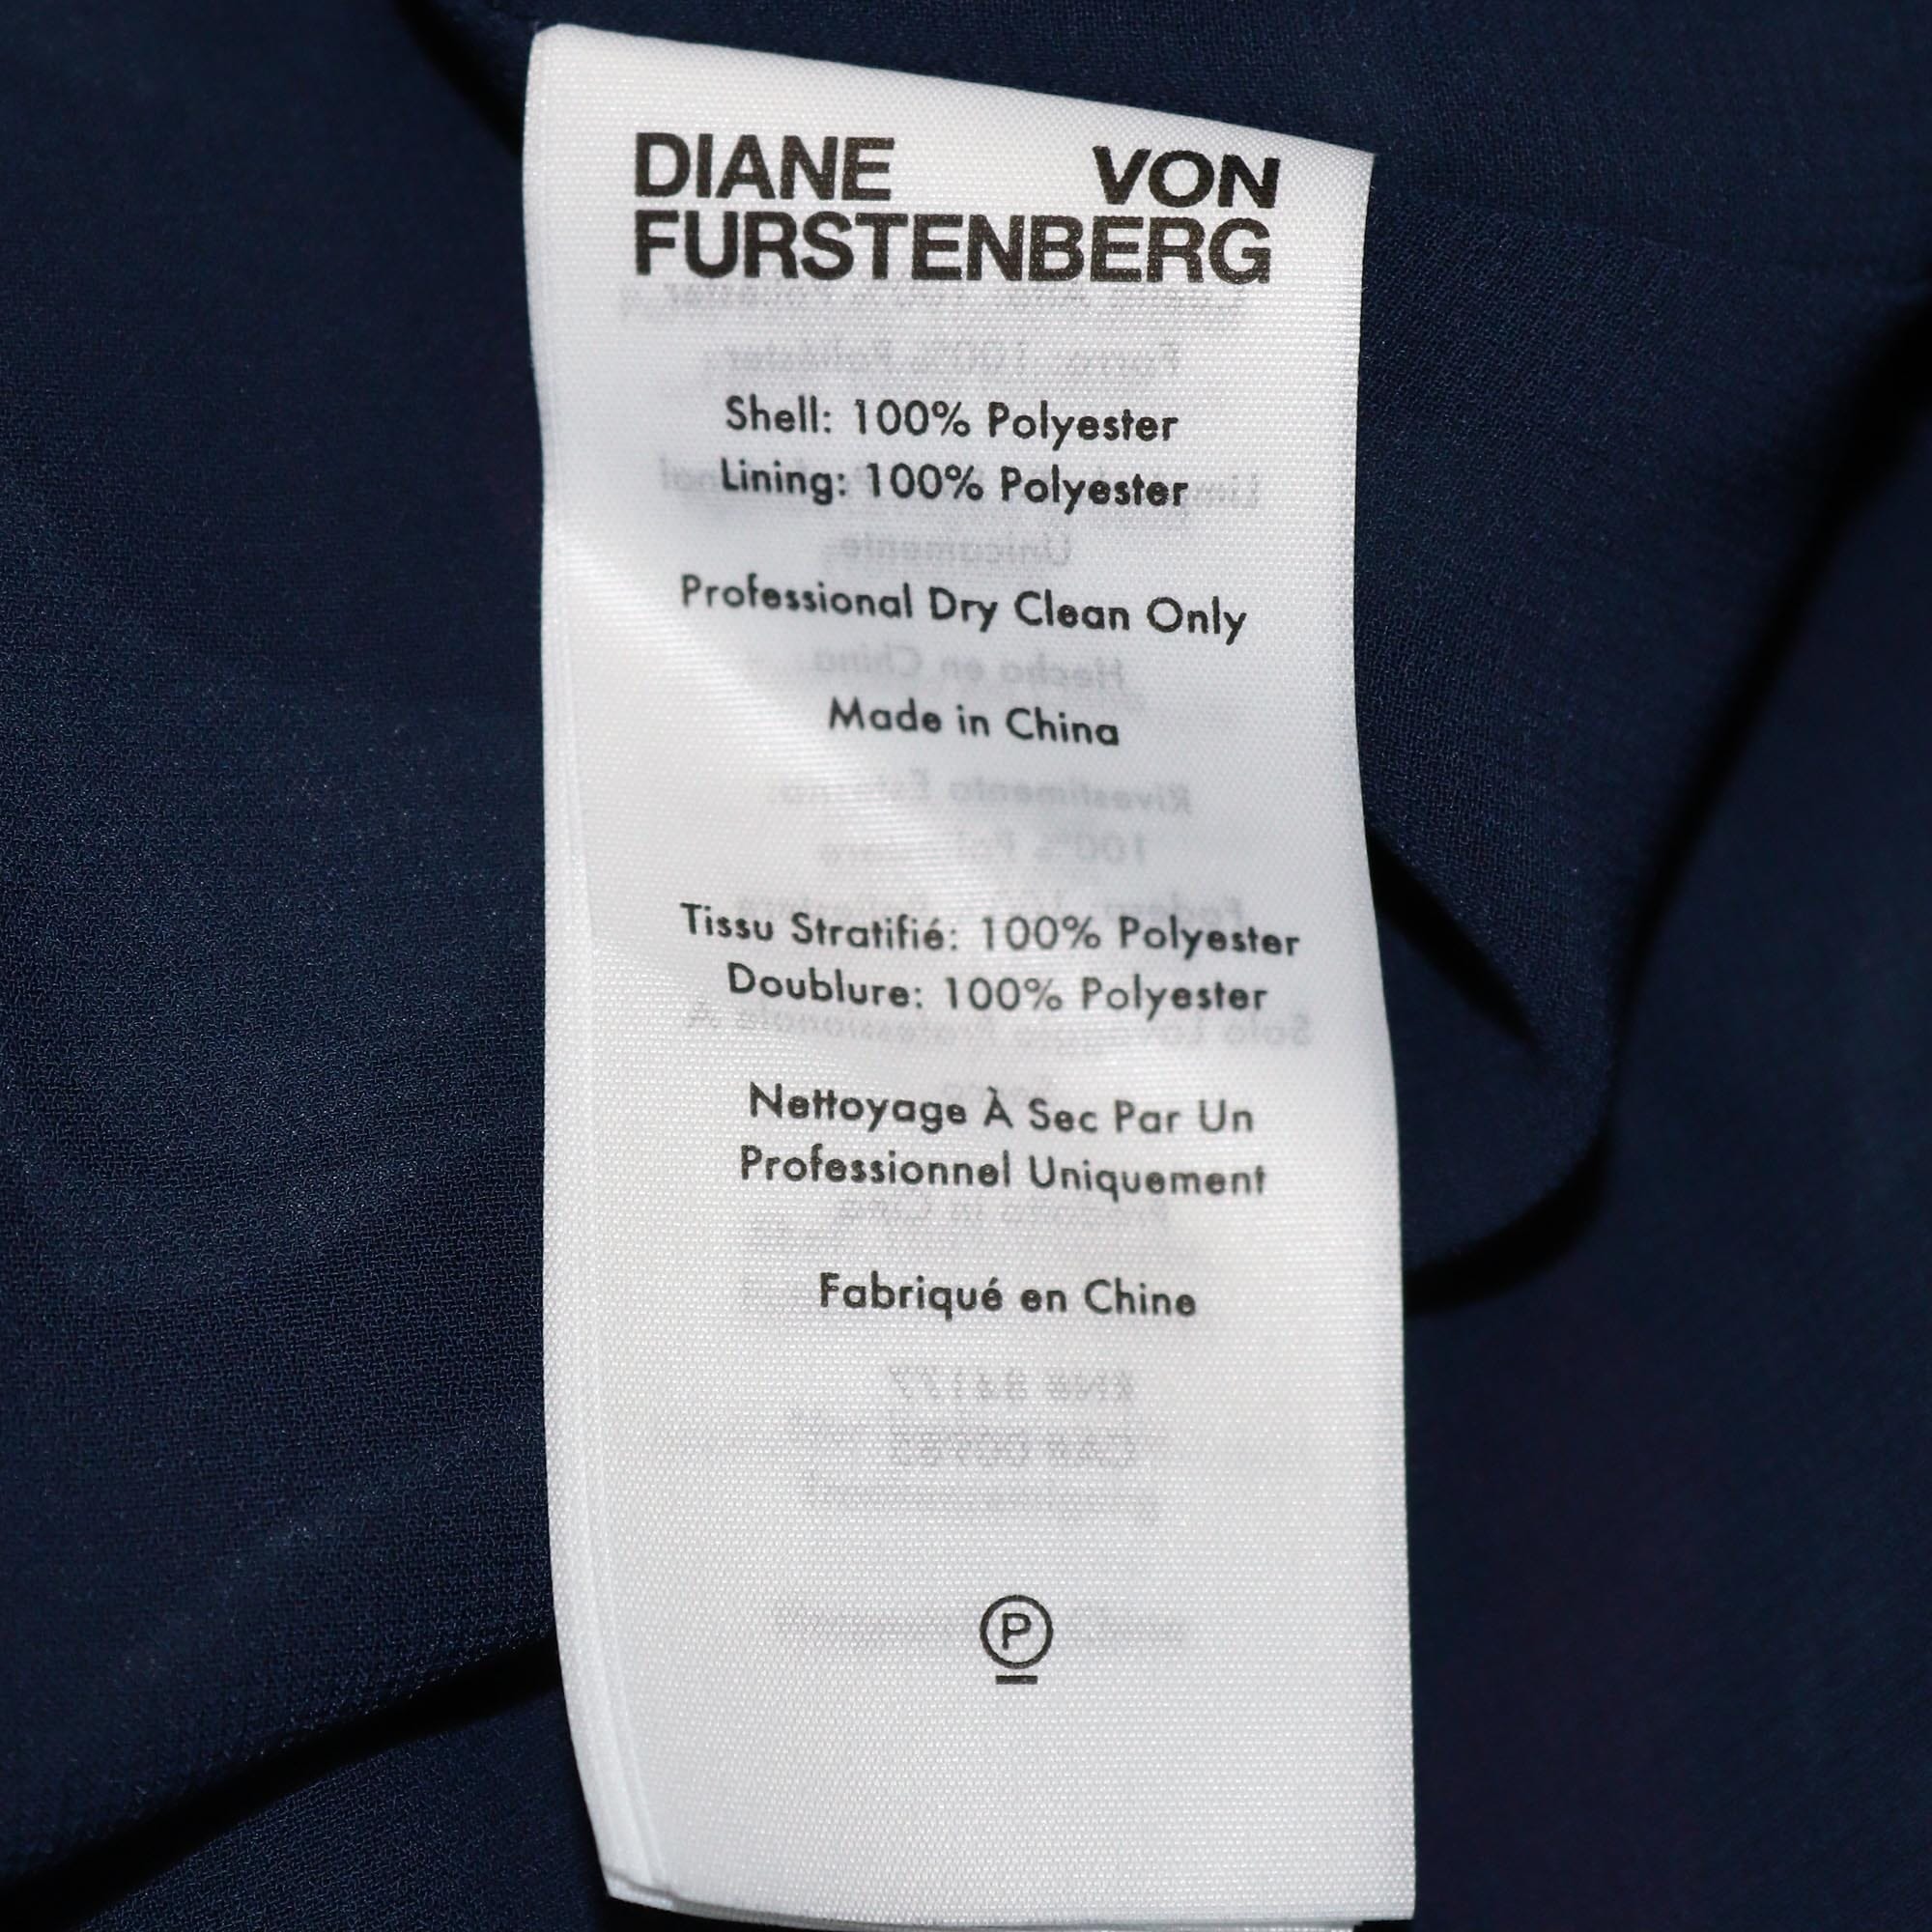 DIANE VON
FURSTENBERG
Shell: 100% Polyester
Lining: 100% Polyester
Professional Dry Clean Only
Made in China
Tissu Stratifié: 100% Polyester
Doublure: 100% Polyester
Nettoyage À Sec Par Un
Professionnel Uniquement
Fabriqué en Chine
P